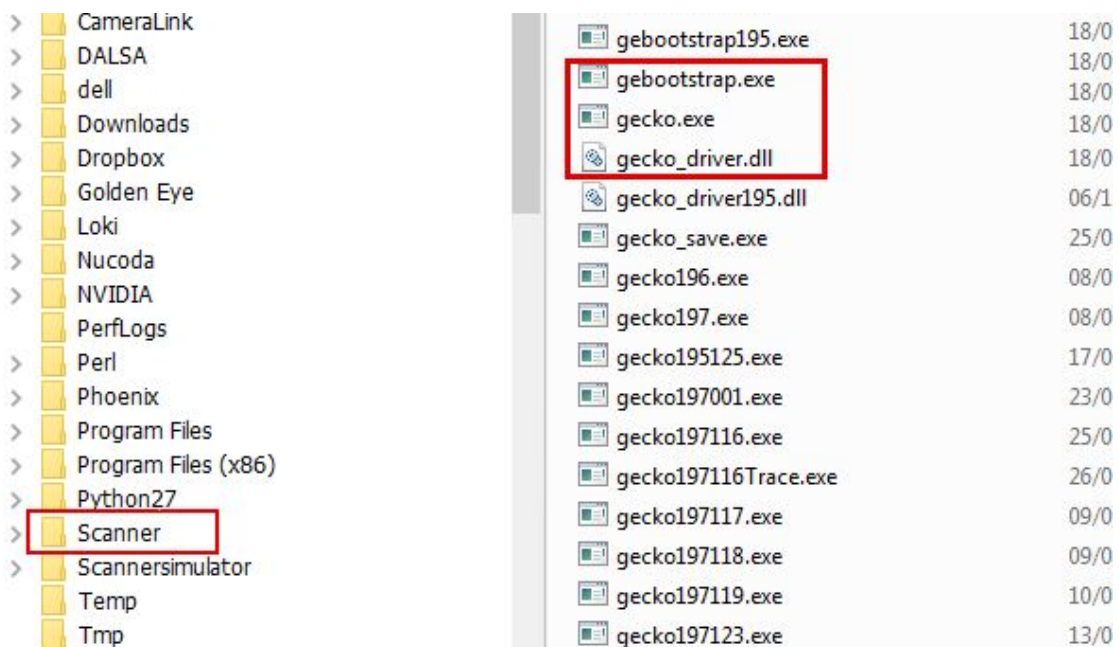 CameraLink
DALSA
dell
Downloads
Dropbox
Golden Eye
Loki
Nucoda
NVIDIA
PerfLogs
Perl
Phoenix
Program Files
Program Files (x86)
Python27
Scanner
Scannersimulator
Temp
Tmp
gebootstrap195.exe 18/0
gebootstrap.exe 18/0
18/0
gecko.exe 18/0
gecko_driver.dll 18/0
gecko_driver195.dll 06/1
gecko_save.exe 25/0
gecko196.exe 08/0
gecko197.exe 08/0
gecko195125.exe 17/0
gecko197001.exe 23/0
gecko197116.exe 25/0
gecko197116Trace.exe 26/0
gecko197117.exe 09/0
gecko197118.exe 09/0
gecko197119.exe 10/0
gecko197123.exe 13/0